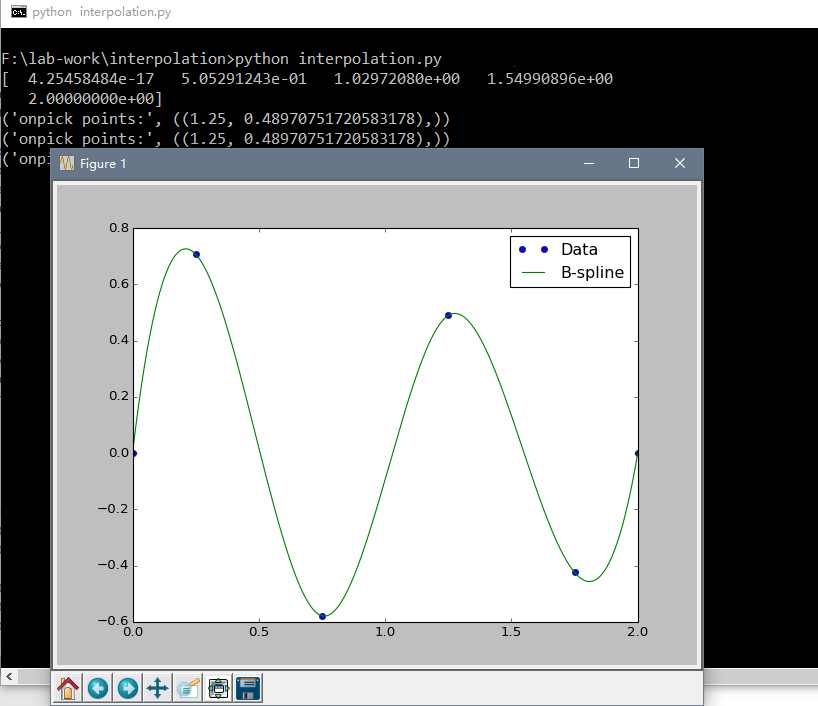 python  interpolation.py
F:\lab-work\interpolation>python interpolation.py
[  4.25458484e-17   5.05291243e-01   1.02972080e+00   1.54990896e+00
   2.00000000e+00]
('onpick points:', ((1.25, 0.48970751720583178),))
('onpick points:', ((1.25, 0.48970751720583178),))
('onpi
Figure 1
0.8
0.6
0.4
0.2
0.0
−0.2
−0.4
−0.6
0.0 0.5 1.0 1.5 2.0
Data
B-spline